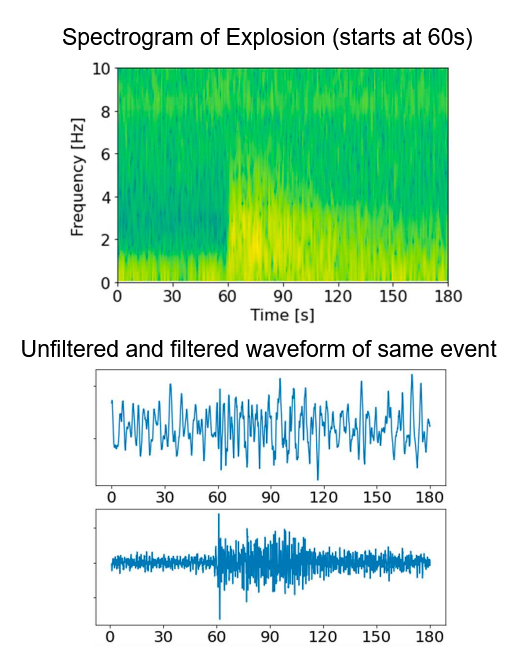 Spectrogram of Explosion (starts at 60s)
10
8
6
4
2
0
Frequency [Hz]
0 30 60 90 120 150 180
Time [s]
Unfiltered and filtered waveform of same event
0 30 60 90 120 150 180
0 30 60 90 120 150 180